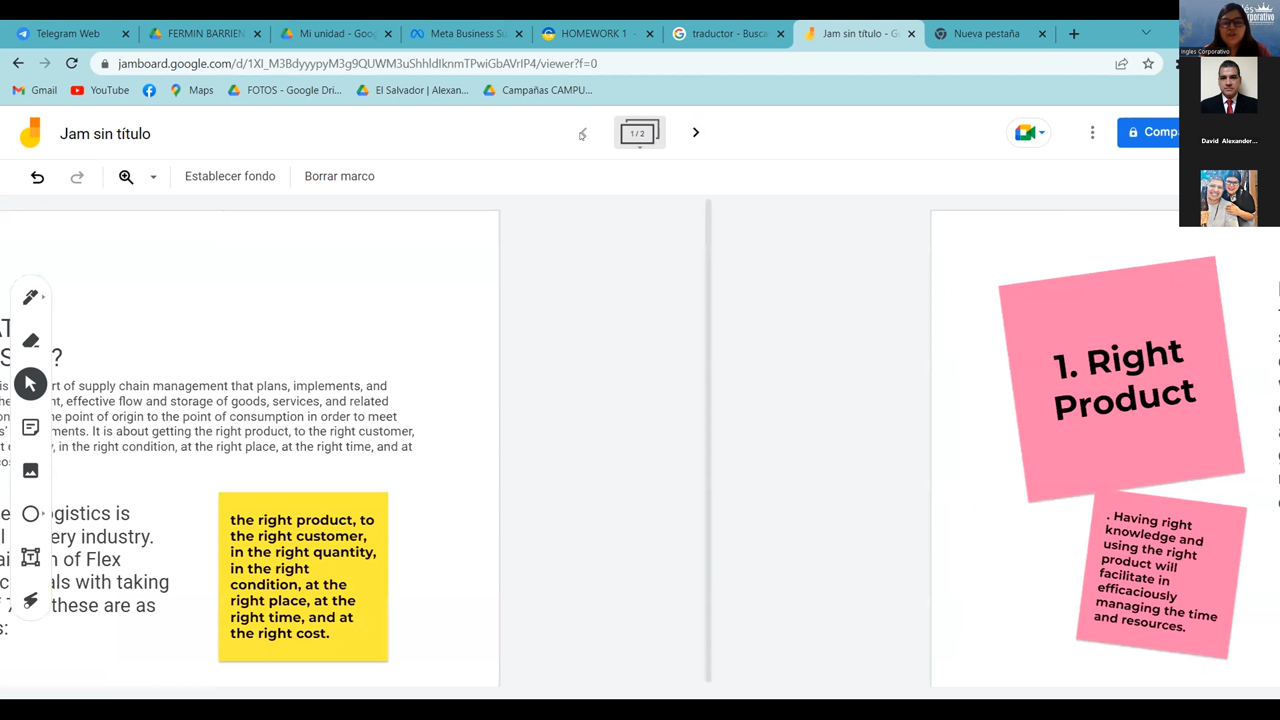 Telegram Web
FERMIN BARRIEN
Mi unidad - Goog
Meta Business Su
HOMEWORK 1 -
traductor - Busca
Jam sin título - G
Nueva pestaña
jamboard.google.com/d/1XI_M3BdyyypyM3g9QUWM3uShhldIknmTPwrGbAVrlr4/viewer?f=0
Gmail
YouTube
Maps
FOTOS - Google Dri...
El Salvador | Alexan...
Campañas CAMPU...
Ingles Corporativo
David Alexander...
Jam sin título
1 / 2
Compa
Establecer fondo
Borrar marco
?
rt of supply chain management that plans, implements, and
t, effective flow and storage of goods, services, and related
he point of origin to the point of consumption in order to meet
ments. It is about getting the right product, to the right customer,
, in the right condition, at the right place, at the right time, and at
ogistics is
ery industry.
n of Flex
als with taking
these are as
s:
the right product, to
the right customer,
in the right quantity,
in the right
condition, at the
right place, at the
right time, and at
the right cost.
1. Right
Product
. Having right
knowledge and
using the right
product will
facilitate in
efficaciously
managing the time
and resources.